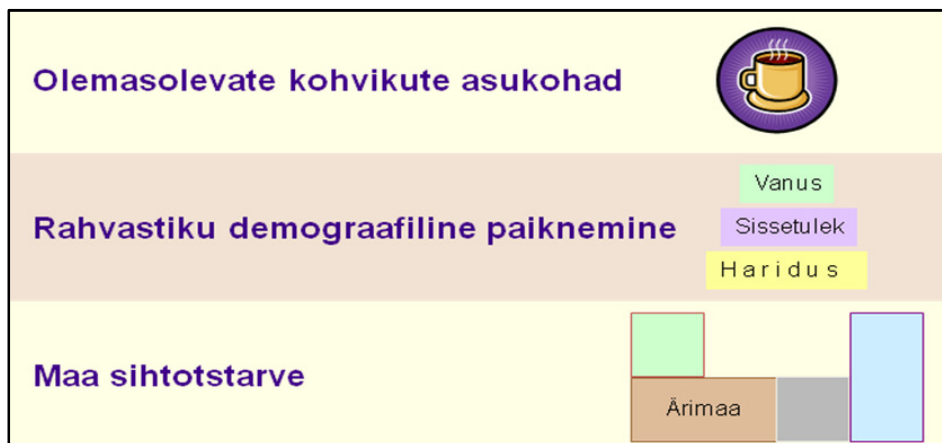 Olemasolevate kohvikute asukohad
Vanus
Rahvastiku demograafiline paiknemine
Sissetulek
Haridus
Maa sihtotstarve
Ärimaa